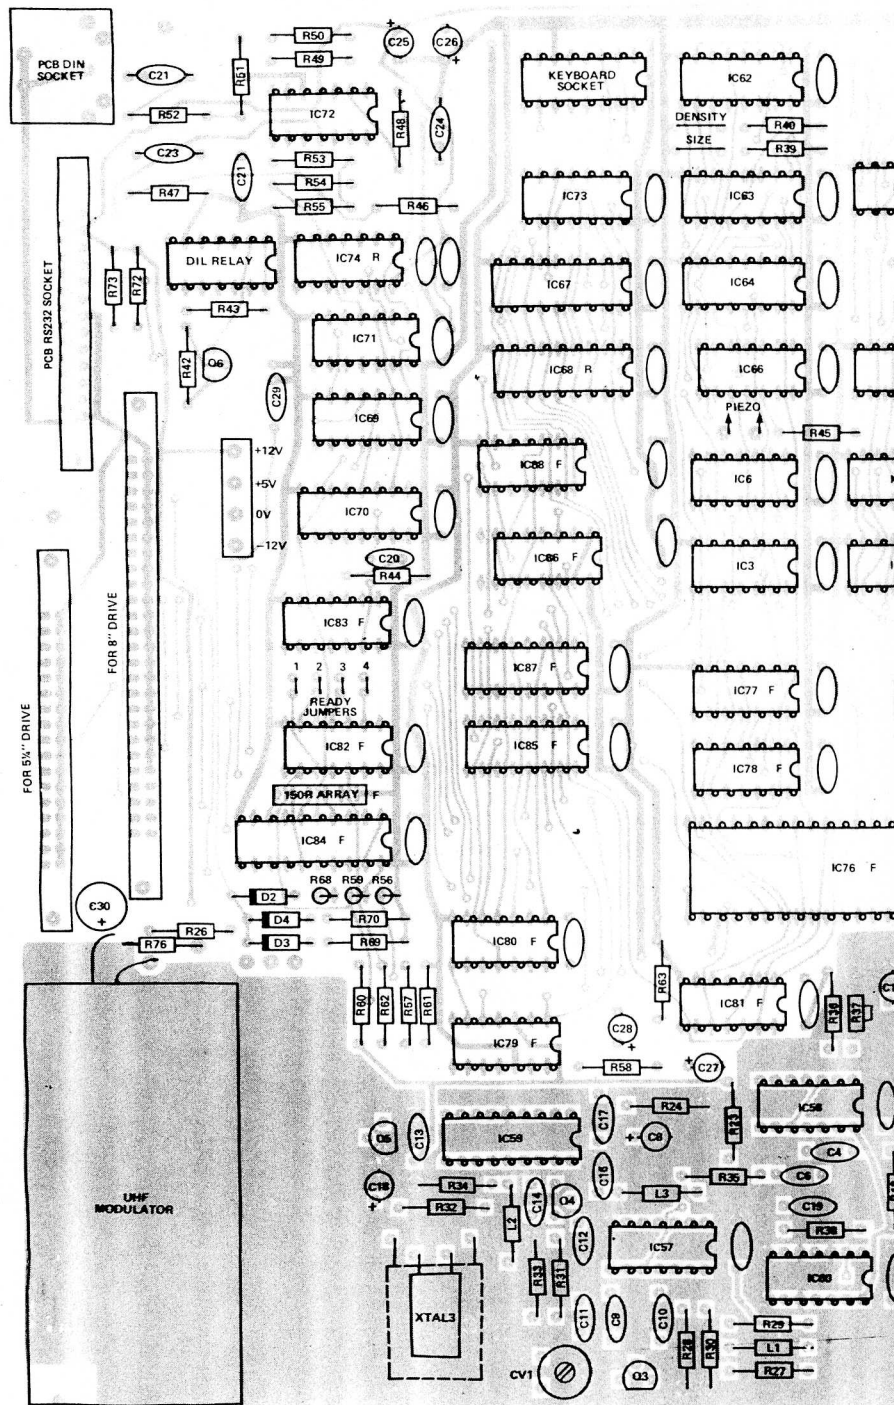 PCB DIN
SOCKET
C21
R51
R50
R49
C25
+
C26
+
KEYBOARD
SOCKET
IC62
R52
IC72
R48
C24
DENSITY
R40
SIZE
R39
C23
C21
R53
R54
R55
R47
R46
IC73
IC63
PCB RS232 SOCKET
R73
R72
DIL RELAY
IC74 R
IC67
IC64
R43
R42
Q6
IC71
IC68 R
IC66
C29
IC69
PIEZO
R45
+12V
+5V
0V
−12V
IC88 F
IC6
IC70
IC86 F
IC3
C20
R44
FOR 5¼" DRIVE
FOR 8" DRIVE
IC83 F
1 2 3 4
READY
JUMPERS
IC87 F
IC77 F
IC82 F
IC85 F
IC78 F
150R ARRAY F
IC84 F
IC76 F
C30
+
D2
R68
R59
R56
R26
R76
D4
R70
D3
R69
IC80 F
R60
R62
R57
R61
R63
IC81 F
R36
R37
IC79 F
C28
+
R58
+
C27
UHF
MODULATOR
Q5
C13
IC59
C17
R24
+
C8
R23
IC58
C4
C18
+
R34
R32
C15
R35
C6
L2
C14
Q4
L3
C19
C12
IC57
R38
R33
R31
IC60
XTAL3
C11
C9
C10
R28
R30
R29
L1
R27
CV1
Q3